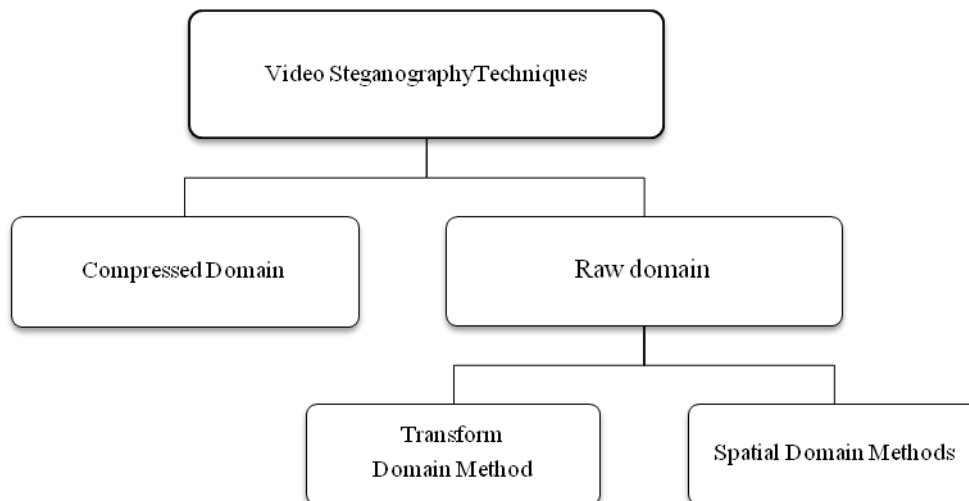 Video SteganographyTechniques
Compressed Domain
Raw domain
Transform
Domain Method
Spatial Domain Methods